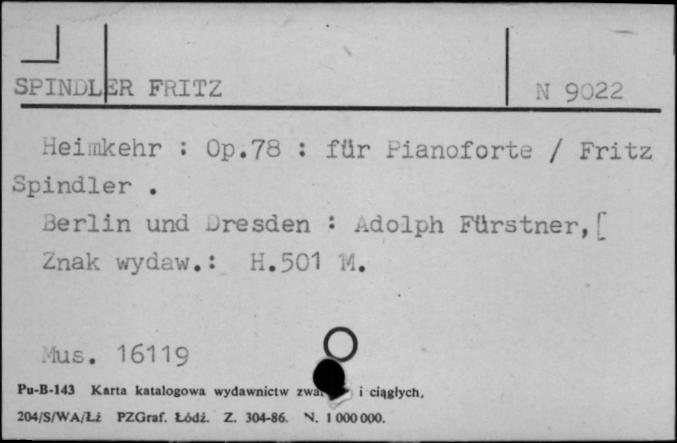 SPINDLER FRITZ N 9022
Heimkehr : Op.78 : für Pianoforte / Fritz
Spindler .
Berlin und Dresden : Adolph Fürstner,[
Znak wydaw.: H.501 M.
Mus. 16119
Pu-B-143 Karta katalogowa wydawnictw i ciągłych.
204/S/WA/Łż PZGraf. Łódź. Z. 304-86. N. 1 000 000.